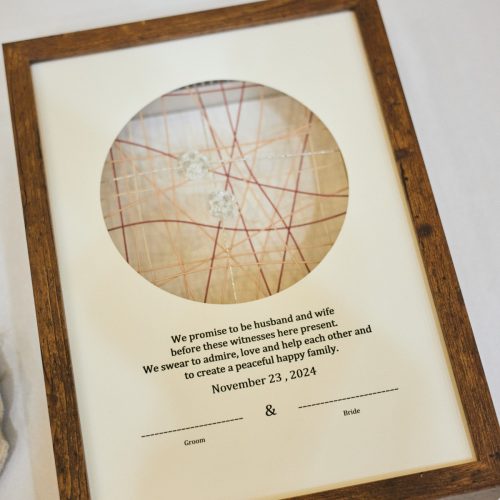 We promise to be husband and wife
before these witnesses here present.
We swear to admire, love and help each other and
to create a peaceful happy family.
November 23 , 2024
&
Groom
Bride